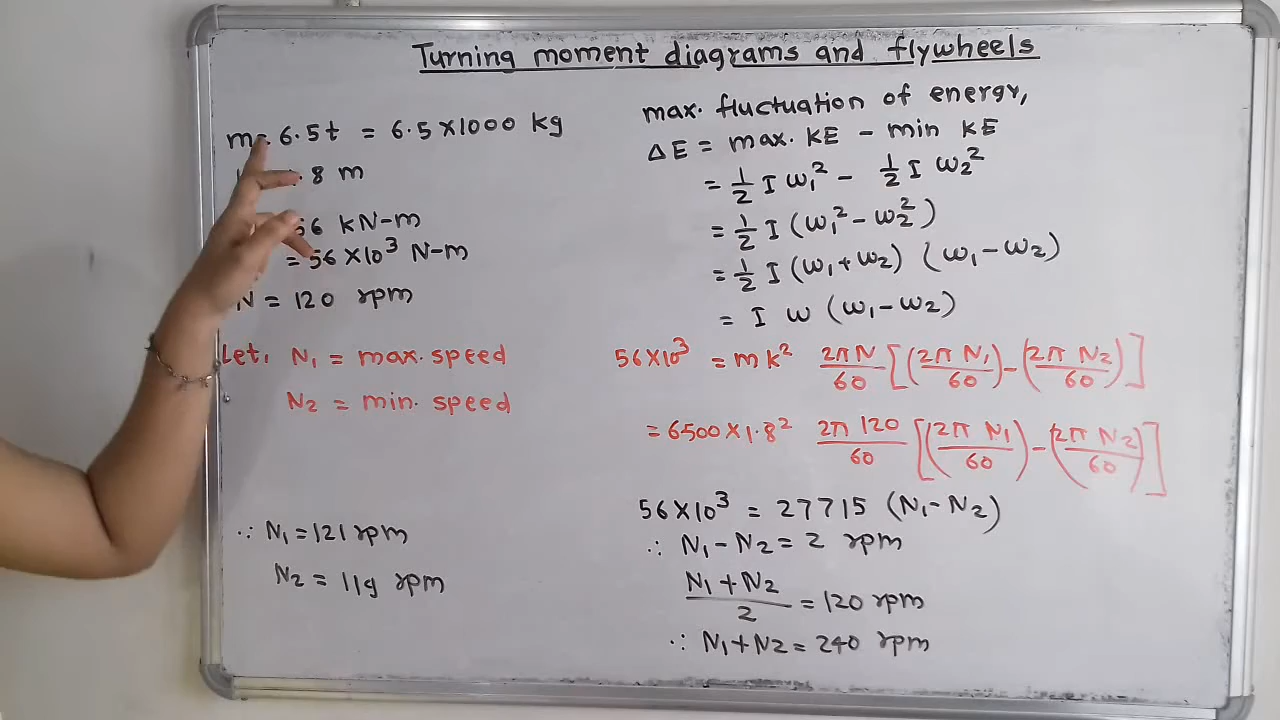 Turning moment diagrams and flywheels
m = 6.5t = 6.5×1000 kg
.8 m
56 kN-m
= 56×10³ N-m
N = 120 rpm
Let, N₁ = max. speed
N₂ = min. speed
∴ N₁ = 121 rpm
N₂ = 119 rpm
max. fluctuation of energy,
ΔE = max. KE - min KE
= 1/2 I ω₁² - 1/2 I ω₂²
= 1/2 I (ω₁² - ω₂²)
= 1/2 I (ω₁ + ω₂) (ω₁ - ω₂)
= I ω (ω₁ - ω₂)
56×10³ = mk² 2πN/60 [(2π N₁/60) - (2π N₂/60)]
= 6500×1.8² 2π 120/60 [(2π N₁/60) - (2π N₂/60)]
56×10³ = 27715 (N₁ - N₂)
∴ N₁ - N₂ = 2 rpm
N₁ + N₂/2 = 120 rpm
∴ N₁ + N₂ = 240 rpm